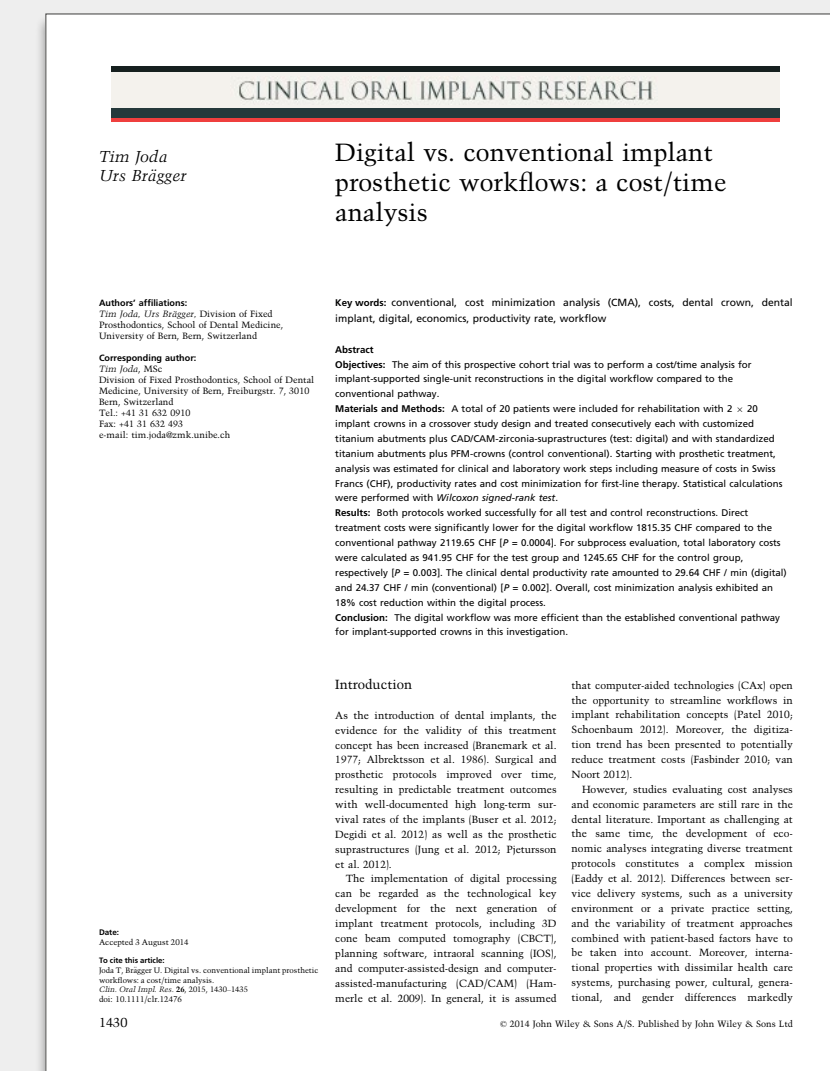 CLINICAL ORAL IMPLANTS RESEARCH
Tim Joda
Urs Brägger
Digital vs. conventional implant
prosthetic workflows: a cost/time
analysis
Authors’ affiliations:
Tim Joda, Urs Brägger, Division of Fixed
Prosthodontics, School of Dental Medicine,
University of Bern, Bern, Switzerland
Corresponding author:
Tim Joda, MSc
Division of Fixed Prosthodontics, School of Dental
Medicine, University of Bern, Freiburgstr. 7, 3010
Bern, Switzerland
Tel.: +41 31 632 0910
Fax: +41 31 632 493
e-mail: tim.joda@zmk.unibe.ch
Key words: conventional, cost minimization analysis (CMA), costs, dental crown, dental
implant, digital, economics, productivity rate, workflow
Abstract
Objectives: The aim of this prospective cohort trial was to perform a cost/time analysis for
implant-supported single-unit reconstructions in the digital workflow compared to the
conventional pathway.
Materials and Methods: A total of 20 patients were included for rehabilitation with 2 × 20
implant crowns in a crossover study design and treated consecutively each with customized
titanium abutments plus CAD/CAM-zirconia-suprastructures (test: digital) and with standardized
titanium abutments plus PFM-crowns (control conventional). Starting with prosthetic treatment,
analysis was estimated for clinical and laboratory work steps including measure of costs in Swiss
Francs (CHF), productivity rates and cost minimization for first-line therapy. Statistical calculations
were performed with Wilcoxon signed-rank test.
Results: Both protocols worked successfully for all test and control reconstructions. Direct
treatment costs were significantly lower for the digital workflow 1815.35 CHF compared to the
conventional pathway 2119.65 CHF [P = 0.0004]. For subprocess evaluation, total laboratory costs
were calculated as 941.95 CHF for the test group and 1245.65 CHF for the control group,
respectively [P = 0.003]. The clinical dental productivity rate amounted to 29.64 CHF / min (digital)
and 24.37 CHF / min (conventional) [P = 0.002]. Overall, cost minimization analysis exhibited an
18% cost reduction within the digital process.
Conclusion: The digital workflow was more efficient than the established conventional pathway
for implant-supported crowns in this investigation.
Introduction
As the introduction of dental implants, the
evidence for the validity of this treatment
concept has been increased (Branemark et al.
1977; Albrektsson et al. 1986). Surgical and
prosthetic protocols improved over time,
resulting in predictable treatment outcomes
with well-documented high long-term sur-
vival rates of the implants (Buser et al. 2012;
Degidi et al. 2012) as well as the prosthetic
suprastructures (Jung et al. 2012; Pjetursson
et al. 2012).
The implementation of digital processing
can be regarded as the technological key
development for the next generation of
implant treatment protocols, including 3D
cone beam computed tomography (CBCT),
planning software, intraoral scanning (IOS),
and computer-assisted-design and computer-
assisted-manufacturing (CAD/CAM) (Ham-
merle et al. 2009). In general, it is assumed
that computer-aided technologies (CAx) open
the opportunity to streamline workflows in
implant rehabilitation concepts (Patel 2010;
Schoenbaum 2012). Moreover, the digitiza-
tion trend has been presented to potentially
reduce treatment costs (Fasbinder 2010; van
Noort 2012).
However, studies evaluating cost analyses
and economic parameters are still rare in the
dental literature. Important as challenging at
the same time, the development of eco-
nomic analyses integrating diverse treatment
protocols constitutes a complex mission
(Eaddy et al. 2012). Differences between ser-
vice delivery systems, such as a university
environment or a private practice setting,
and the variability of treatment approaches
combined with patient-based factors have to
be taken into account. Moreover, interna-
tional properties with dissimilar health care
systems, purchasing power, cultural, genera-
tional, and gender differences markedly
Date:
Accepted 3 August 2014
To cite this article:
Joda T, Brägger U. Digital vs. conventional implant prosthetic
workflows: a cost/time analysis.
Clin. Oral Impl. Res. 26, 2015, 1430–1435
doi: 10.1111/clr.12476
1430
© 2014 John Wiley & Sons A/S. Published by John Wiley & Sons Ltd